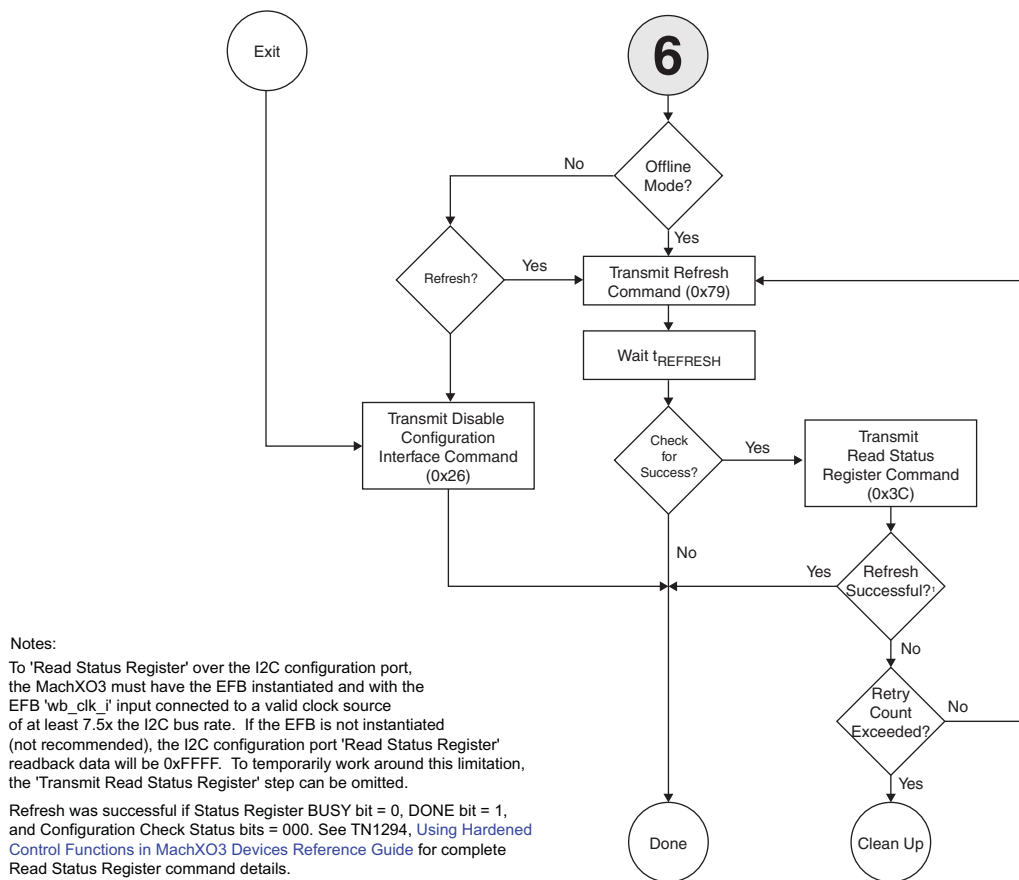 Exit
6
Offline
Mode?
No
Yes
Refresh?
Yes
Transmit Refresh
Command (0x79)
Wait tREFRESH
Transmit Disable
Configuration
Interface Command
(0x26)
Check
for
Success?
Yes
No
Transmit
Read Status
Register Command
(0x3C)
Refresh
Successful?1
Yes
No
Retry
Count
Exceeded?
No
Yes
Done
Clean Up
Notes:
To 'Read Status Register' over the I2C configuration port,
the MachXO3 must have the EFB instantiated and with the
EFB 'wb_clk_i' input connected to a valid clock source
of at least 7.5x the I2C bus rate. If the EFB is not instantiated
(not recommended), the I2C configuration port 'Read Status Register'
readback data will be 0xFFFF. To temporarily work around this limitation,
the 'Transmit Read Status Register' step can be omitted.
Refresh was successful if Status Register BUSY bit = 0, DONE bit = 1,
and Configuration Check Status bits = 000. See TN1294, Using Hardened
Control Functions in MachXO3 Devices Reference Guide for complete
Read Status Register command details.